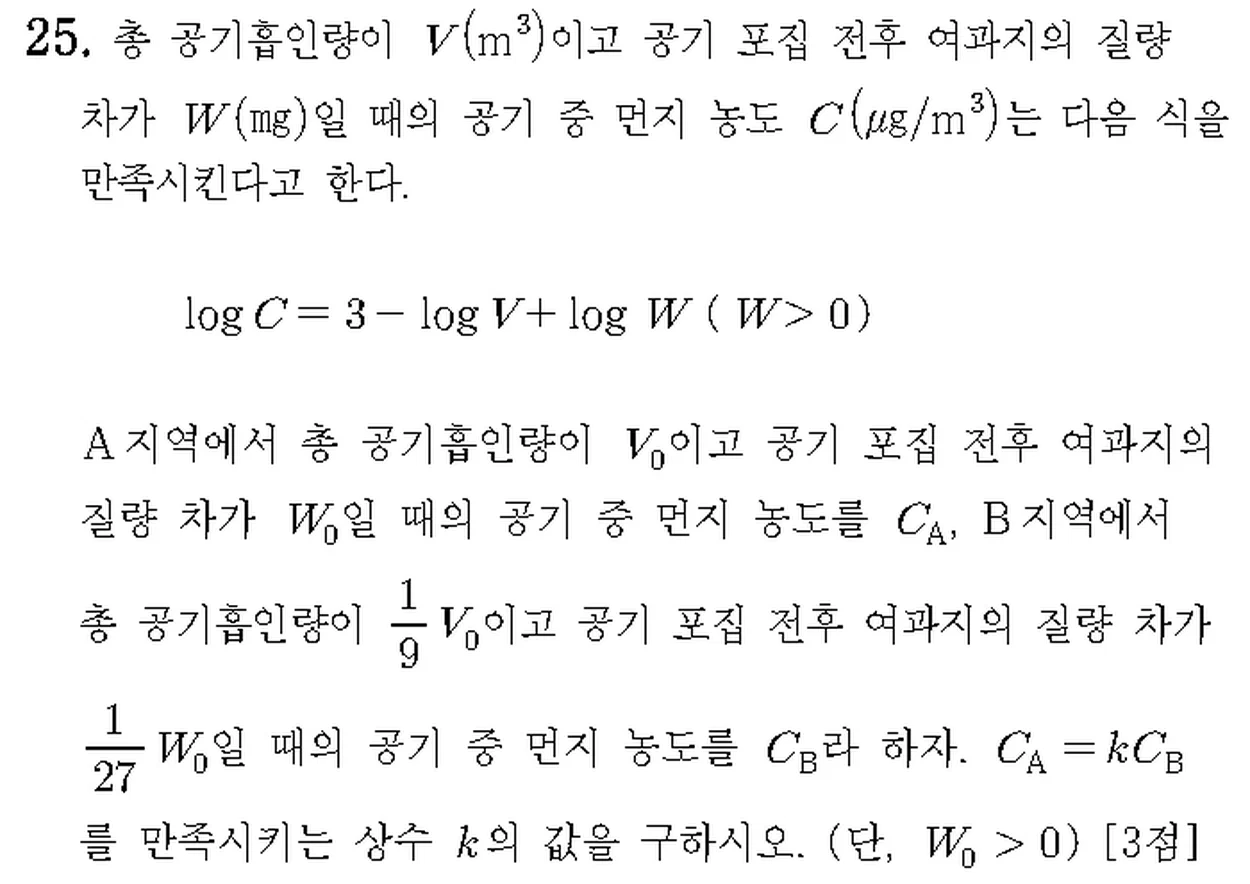 25. 총 공기흡인량이 V(m³)이고 공기 포집 전후 여과지의 질량
차가 W(㎎)일 때의 공기 중 먼지 농도 C(μg/m³)는 다음 식을
만족시킨다고 한다.
log C = 3 − log V + log W ( W > 0 )
A 지역에서 총 공기흡인량이 V₀이고 공기 포집 전후 여과지의
질량 차가 W₀일 때의 공기 중 먼지 농도를 C_A, B 지역에서
총 공기흡인량이 1/9 V₀이고 공기 포집 전후 여과지의 질량 차가
1/27 W₀일 때의 공기 중 먼지 농도를 C_B라 하자. C_A = kC_B
를 만족시키는 상수 k의 값을 구하시오. (단, W₀ > 0) [3점]